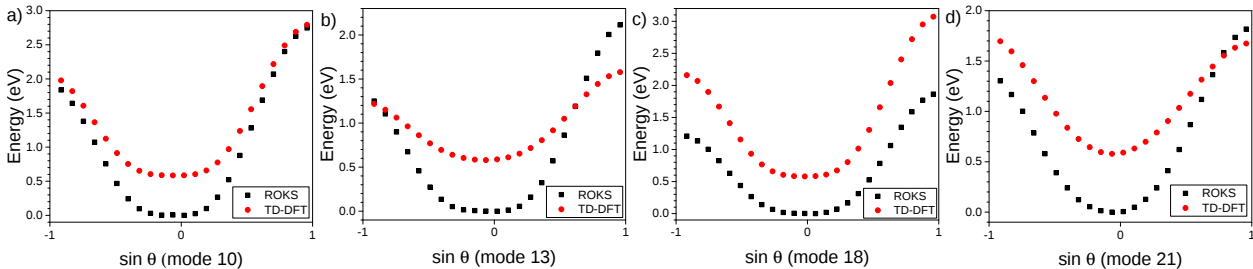 a)
Energy (eV)
3.0
2.5
2.0
1.5
1.0
0.5
0.0
-1
0
1
ROKS
TD-DFT
sin θ (mode 10)
b)
Energy (eV)
2.0
1.5
1.0
0.5
0.0
-1
0
1
ROKS
TD-DFT
sin θ (mode 13)
c)
Energy (eV)
3.0
2.5
2.0
1.5
1.0
0.5
0.0
-1
0
1
ROKS
TD-DFT
sin θ (mode 18)
d)
Energy (eV)
2.0
1.5
1.0
0.5
0.0
-1
0
1
ROKS
TD-DFT
sin θ (mode 21)